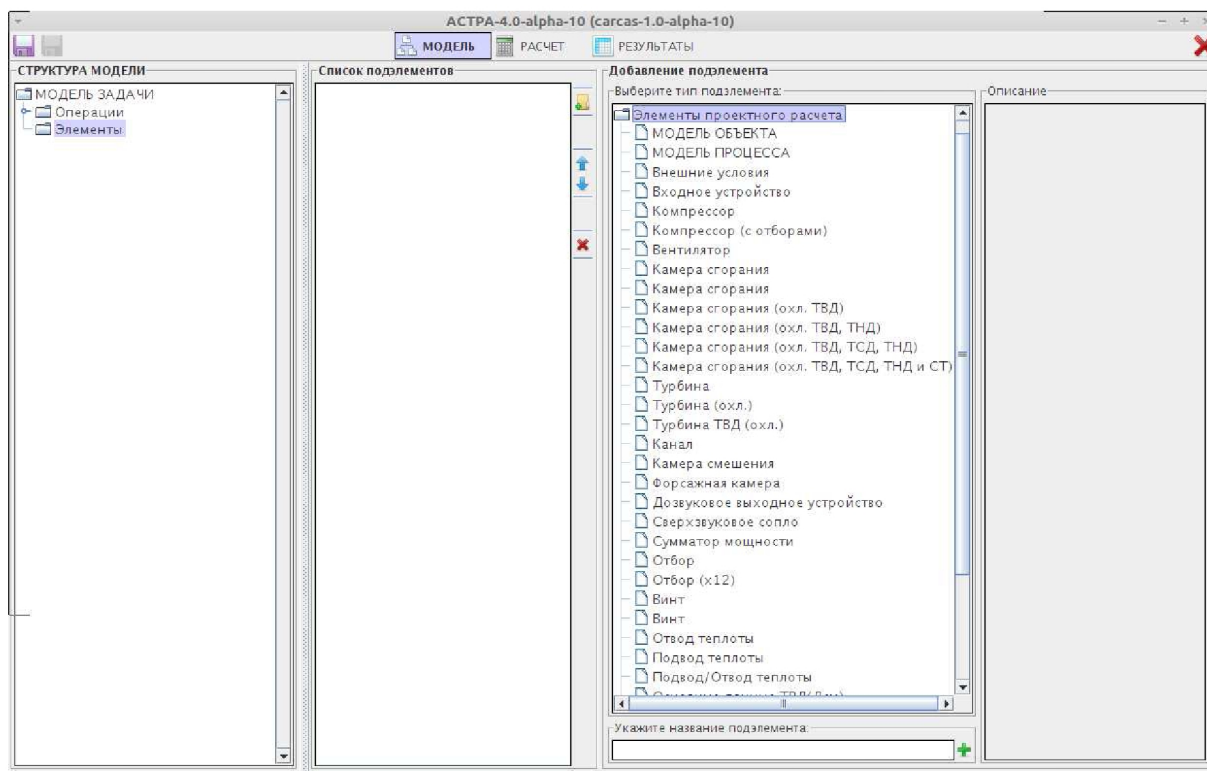 АСТРА-4.0-alpha-10 (carcas-1.0-alpha-10)
МОДЕЛЬ РАСЧЕТ РЕЗУЛЬТАТЫ
СТРУКТУРА МОДЕЛИ
МОДЕЛЬ ЗАДАЧИ
Операции
Элементы
Список подэлементов
Добавление подэлемента
Выберите тип подэлемента:
Элементы проектного расчета
МОДЕЛЬ ОБЪЕКТА
МОДЕЛЬ ПРОЦЕССА
Внешние условия
Входное устройство
Компрессор
Компрессор (с отборами)
Вентилятор
Камера сгорания
Камера сгорания
Камера сгорания (охл. ТВД)
Камера сгорания (охл. ТВД, ТНД)
Камера сгорания (охл. ТВД, ТСД, ТНД)
Камера сгорания (охл. ТВД, ТСД, ТНД и СТ)
Турбина
Турбина (охл.)
Турбина ТВД (охл.)
Канал
Камера смешения
Форсажная камера
Дозвуковое выходное устройство
Сверхзвуковое сопло
Сумматор мощности
Отбор
Отбор (x12)
Винт
Винт
Отвод теплоты
Подвод теплоты
Подвод/Отвод теплоты
Укажите название подэлемента:
Описание